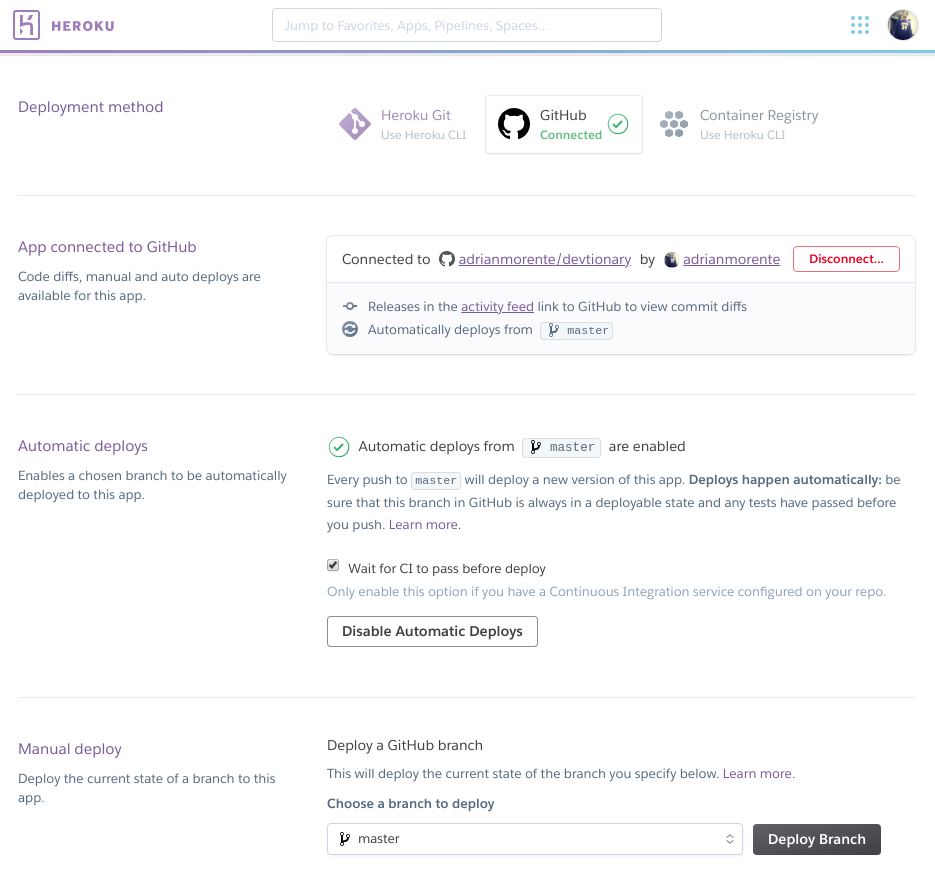 HEROKU
Jump to Favorites, Apps, Pipelines, Spaces...
Deployment method
Heroku Git
Use Heroku CLI
GitHub
Connected
Container Registry
Use Heroku CLI
App connected to GitHub
Code diffs, manual and auto deploys are
available for this app.
Connected to adrianmorente/devtionary by adrianmorente Disconnect...
Releases in the activity feed link to GitHub to view commit diffs
Automatically deploys from master
Automatic deploys
Enables a chosen branch to be automatically
deployed to this app.
Automatic deploys from master are enabled
Every push to master will deploy a new version of this app. Deploys happen automatically: be
sure that this branch in GitHub is always in a deployable state and any tests have passed before
you push. Learn more.
Wait for CI to pass before deploy
Only enable this option if you have a Continuous Integration service configured on your repo.
Disable Automatic Deploys
Manual deploy
Deploy the current state of a branch to this
app.
Deploy a GitHub branch
This will deploy the current state of the branch you specify below. Learn more.
Choose a branch to deploy
master
Deploy Branch